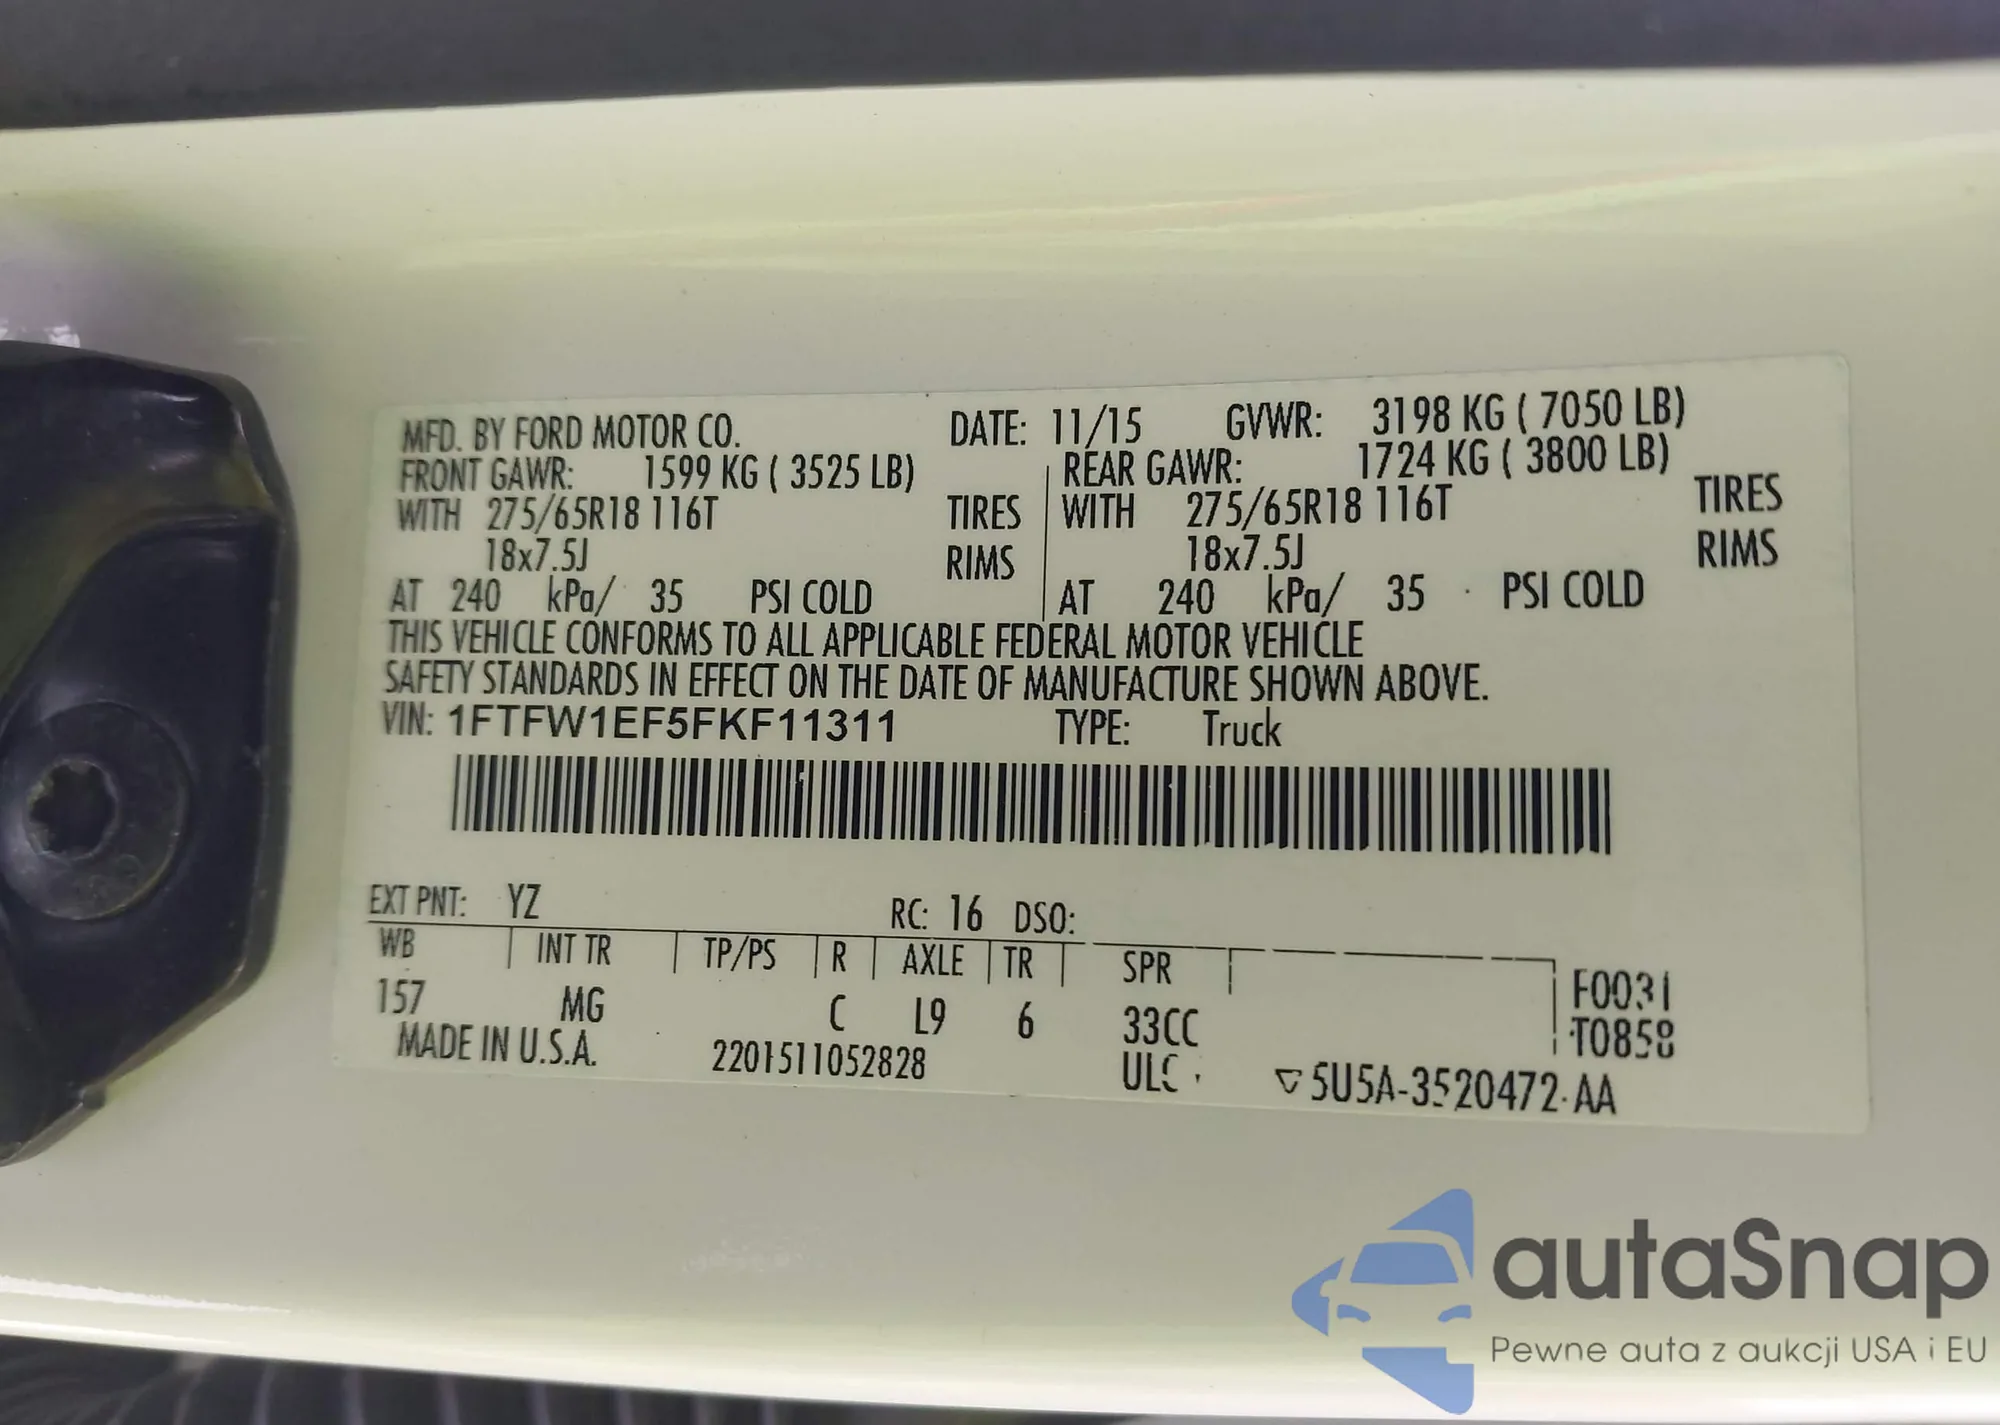 MFD. BY FORD MOTOR CO. DATE: 11/15 GVWR: 3198 KG ( 7050 LB)
FRONT GAWR: 1599 KG ( 3525 LB) REAR GAWR: 1724 KG ( 3800 LB)
WITH 275/65R18 116T TIRES WITH 275/65R18 116T TIRES
18x7.5J RIMS 18x7.5J RIMS
AT 240 kPa/ 35 PSI COLD AT 240 kPa/ 35 PSI COLD
THIS VEHICLE CONFORMS TO ALL APPLICABLE FEDERAL MOTOR VEHICLE
SAFETY STANDARDS IN EFFECT ON THE DATE OF MANUFACTURE SHOWN ABOVE.
VIN: 1FTFW1EF5FKF11311 TYPE: Truck
EXT PNT: YZ RC: 16 DSO:
WB INT TR TP/PS R AXLE TR SPR
157 MG C L9 6 33CC F0031
T0858
MADE IN U.S.A. 2201511052828 ULC 5U5A-3520472-AA
autaSnap
Pewne auta z aukcji USA i EU